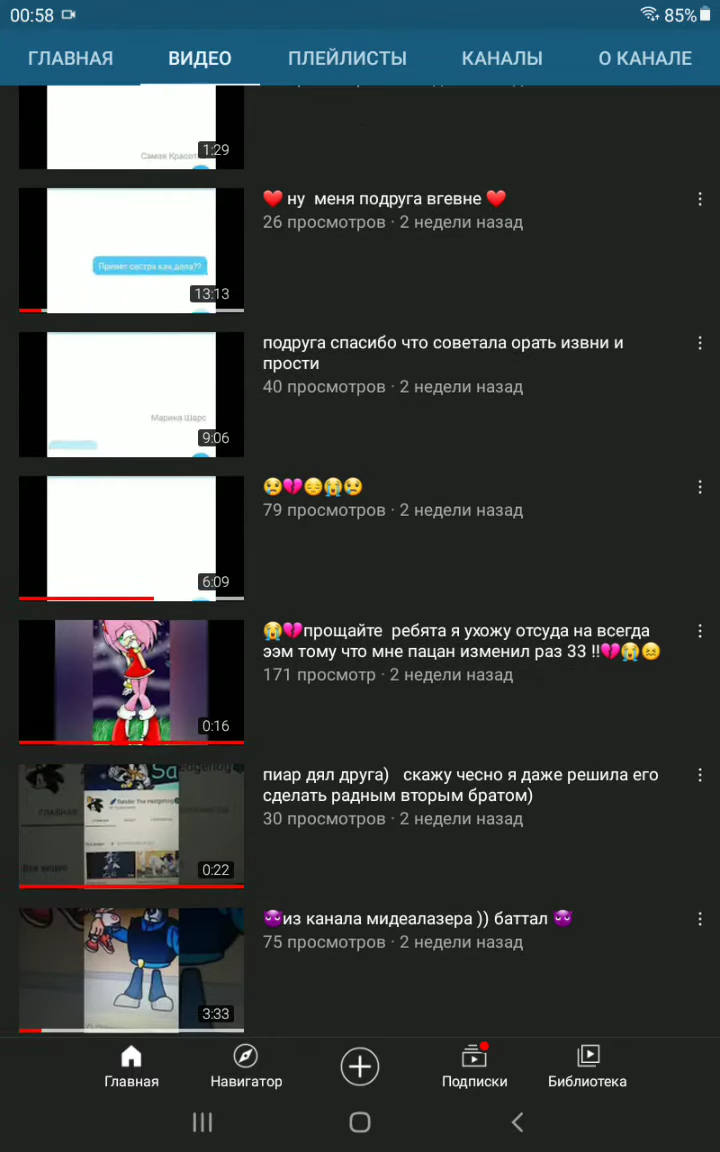 00:58 85%
ГЛАВНАЯ ВИДЕО ПЛЕЙЛИСТЫ КАНАЛЫ О КАНАЛЕ
Самая
1:29
❤️ ну меня подруга вгевне ❤️
26 просмотров · 2 недели назад
Привет сестра как дела??
13:13
подруга спасибо что советала орать извни и
прости
40 просмотров · 2 недели назад
Марина Шарс
9:06
😢💔😔😭😢
79 просмотров · 2 недели назад
6:09
😭💔прощайте ребята я ухожу отсуда на всегда
ээм тому что мне пацан изменил раз 33 !!💔😭😖
171 просмотр · 2 недели назад
0:16
пиар дял друга) скажу чесно я даже решила его
сделать радным вторым братом)
30 просмотров · 2 недели назад
ГЛАВНАЯ
0:22
😈из канала мидеалазера )) баттал 😈
75 просмотров · 2 недели назад
3:33
Главная Навигатор Подписки Библиотека